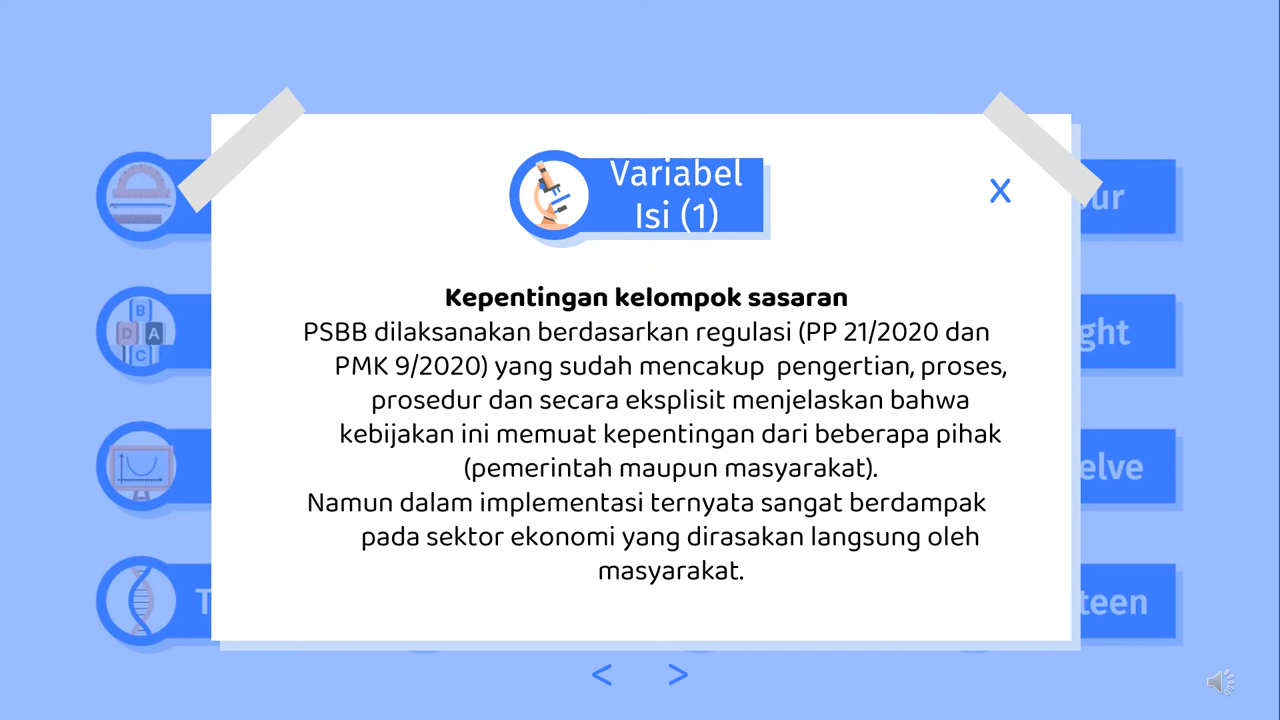 Variabel
Isi (1)
X
Kepentingan kelompok sasaran
PSBB dilaksanakan berdasarkan regulasi (PP 21/2020 dan
PMK 9/2020) yang sudah mencakup  pengertian, proses,
prosedur dan secara eksplisit menjelaskan bahwa
kebijakan ini memuat kepentingan dari beberapa pihak
(pemerintah maupun masyarakat).
Namun dalam implementasi ternyata sangat berdampak
pada sektor ekonomi yang dirasakan langsung oleh
masyarakat.
B
D A
C
< >